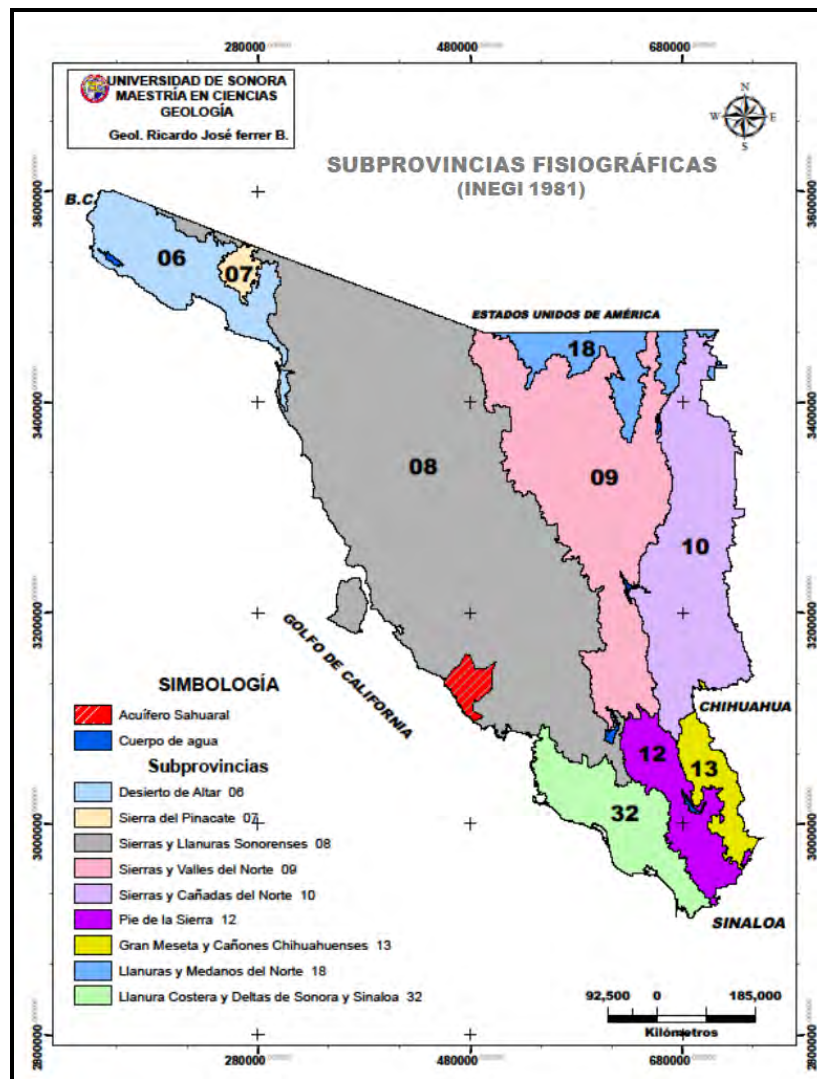 280000 480000 680000
UNIVERSIDAD DE SONORA
MAESTRÍA EN CIENCIAS
GEOLOGÍA
Geol. Ricardo José ferrer B.
N
W E
S
SUBPROVINCIAS FISIOGRÁFICAS
(INEGI 1981)
3600000 3600000
B.C.
06
07
ESTADOS UNIDOS DE AMÉRICA
18
3400000 3400000
08
09
10
3200000 3200000
GOLFO DE CALIFORNIA
SIMBOLOGÍA
Acuífero Sahuaral
Cuerpo de agua
Subprovincias
Desierto de Altar 06
Sierra del Pinacate 07
Sierras y Llanuras Sonorenses 08
Sierras y Valles del Norte 09
Sierras y Cañadas del Norte 10
Pie de la Sierra 12
Gran Meseta y Cañones Chihuahuenses 13
Llanuras y Medanos del Norte 18
Llanura Costera y Deltas de Sonora y Sinaloa 32
CHIHUAHUA
12
13
32
3000000 3000000
SINALOA
92,500 0 185,000
Kilómetros
2800000 2800000
280000 480000 680000